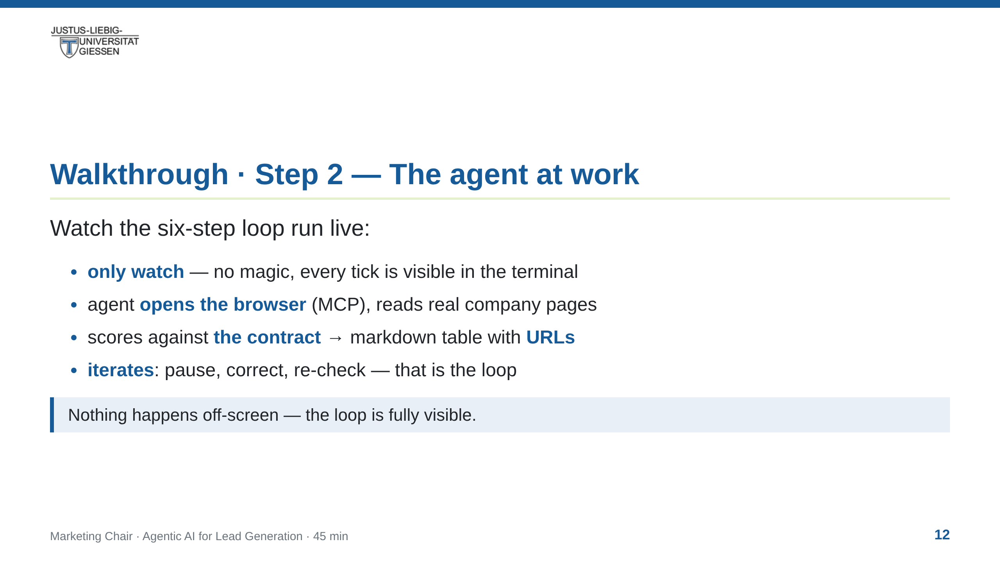 JUSTUS-LIEBIG-
UNIVERSITÄT
GIESSEN
Walkthrough · Step 2 — The agent at work
Watch the six-step loop run live:
• only watch — no magic, every tick is visible in the terminal
• agent opens the browser (MCP), reads real company pages
• scores against the contract → markdown table with URLs
• iterates: pause, correct, re-check — that is the loop
Nothing happens off-screen — the loop is fully visible.
Marketing Chair · Agentic AI for Lead Generation · 45 min
12